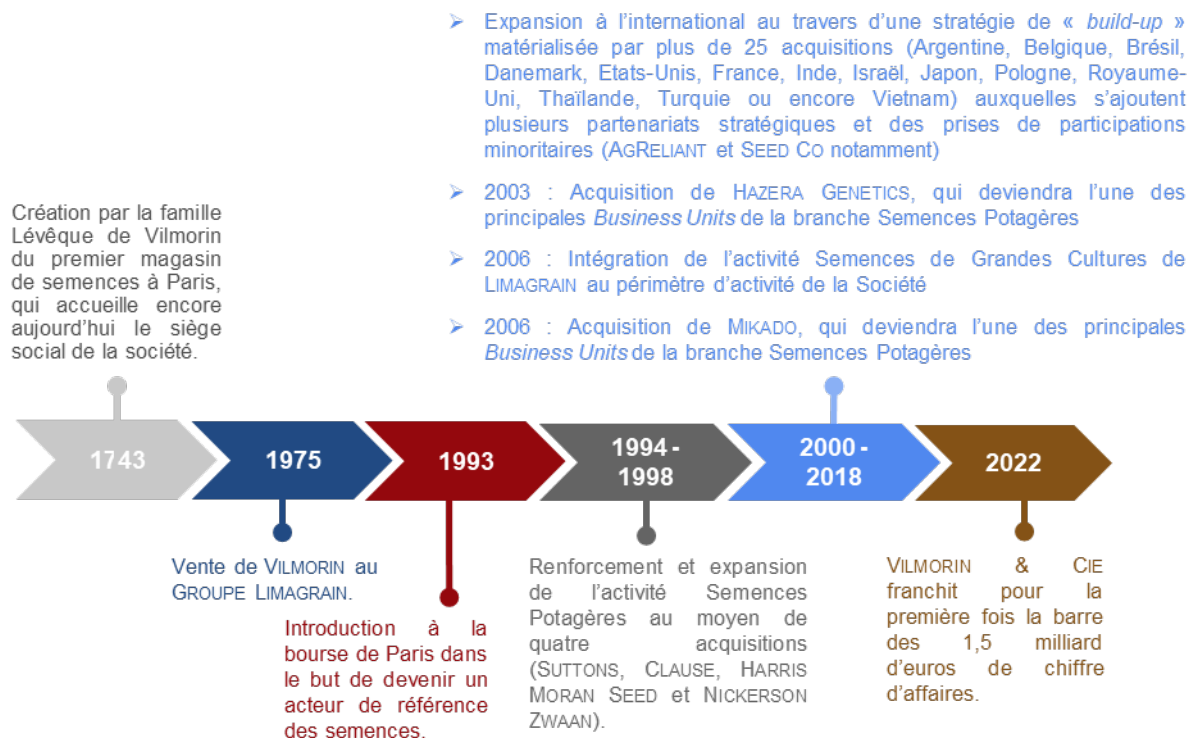 ➢ Expansion à l’international au travers d’une stratégie de « build-up »
matérialisée par plus de 25 acquisitions (Argentine, Belgique, Brésil,
Danemark, Etats-Unis, France, Inde, Israël, Japon, Pologne, Royaume-
Uni, Thaïlande, Turquie ou encore Vietnam) auxquelles s’ajoutent
plusieurs partenariats stratégiques et des prises de participations
minoritaires (AGRELIANT et SEED CO notamment)
➢ 2003 : Acquisition de HAZERA GENETICS, qui deviendra l’une des
principales Business Units de la branche Semences Potagères
➢ 2006 : Intégration de l’activité Semences de Grandes Cultures de
LIMAGRAIN au périmètre d’activité de la Société
➢ 2006 : Acquisition de MIKADO, qui deviendra l’une des principales
Business Units de la branche Semences Potagères
Création par la famille
Lévêque de Vilmorin
du premier magasin
de semences à Paris,
qui accueille encore
aujourd’hui le siège
social de la société.
1743
1975
1993
1994 -
1998
2000 -
2018
2022
Vente de VILMORIN au
GROUPE LIMAGRAIN.
Introduction à la
bourse de Paris dans
le but de devenir un
acteur de référence
des semences.
Renforcement et expansion
de l’activité Semences
Potagères au moyen de
quatre acquisitions
(SUTTONS, CLAUSE, HARRIS
MORAN SEED et NICKERSON
ZWAAN).
VILMORIN & CIE
franchit pour la
première fois la barre
des 1,5 milliard
d’euros de chiffre
d’affaires.